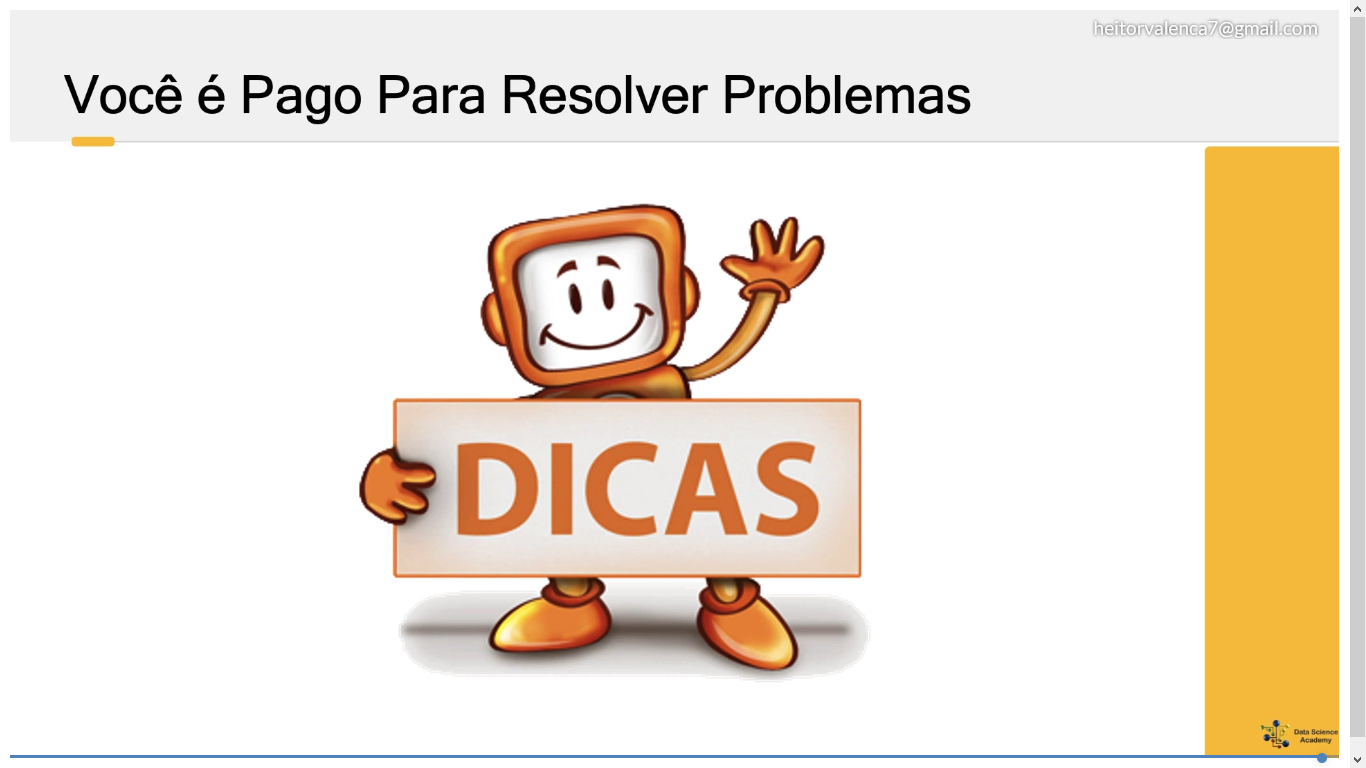 heitorvalenca7@gmail.com
Você é Pago Para Resolver Problemas
DICAS
Data Science
Academy